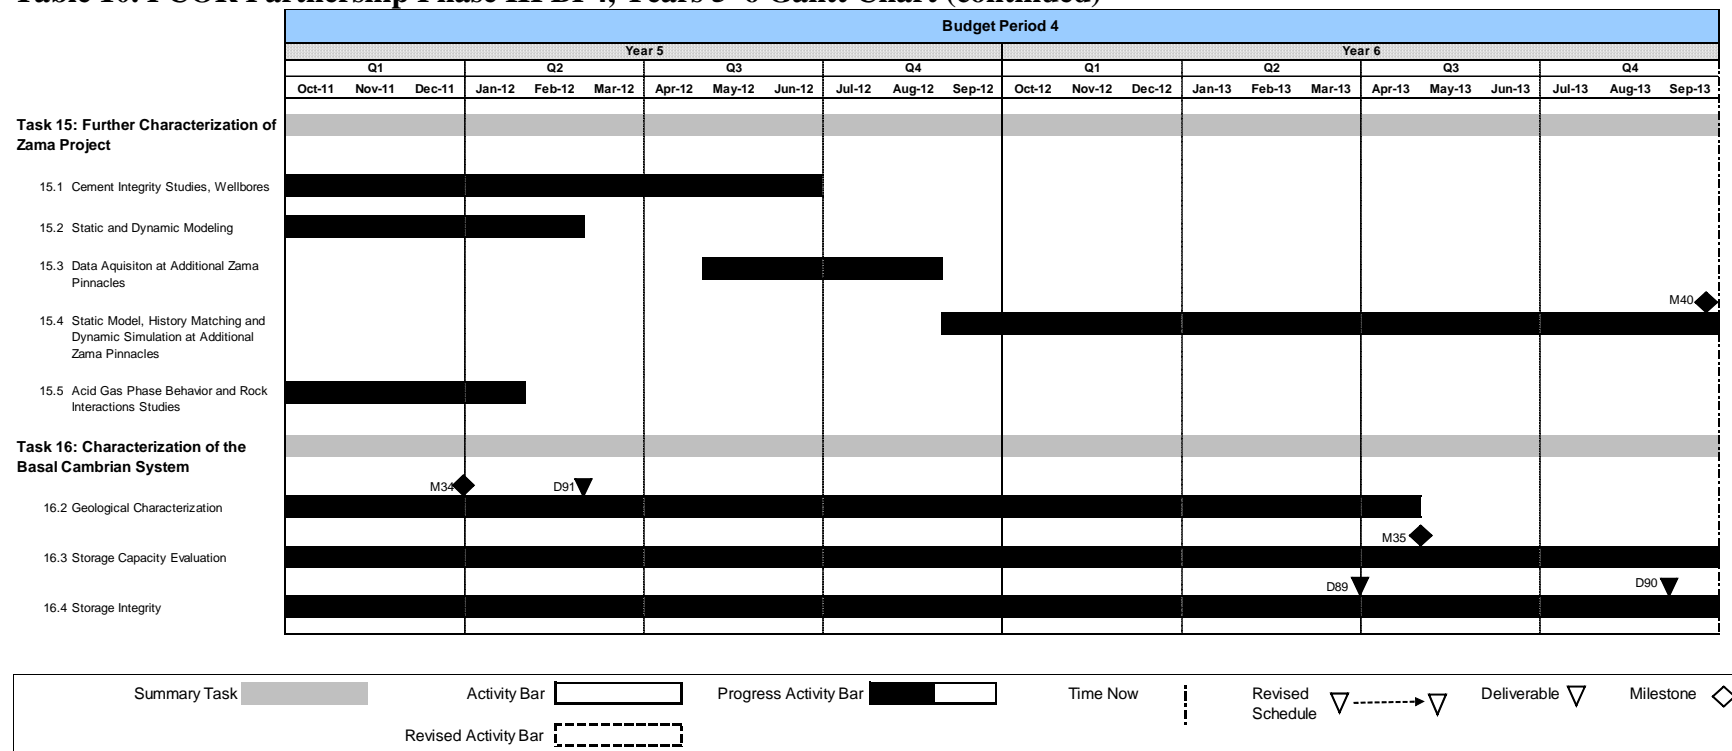 Table 10. PCOR Partnership Phase III BP4, Years 5–6 Gantt Chart (continued)
Budget Period 4
Year 5 Year 6
Q1 Q2 Q3 Q4 Q1 Q2 Q3 Q4
Oct-11 Nov-11 Dec-11 Jan-12 Feb-12 Mar-12 Apr-12 May-12 Jun-12 Jul-12 Aug-12 Sep-12 Oct-12 Nov-12 Dec-12 Jan-13 Feb-13 Mar-13 Apr-13 May-13 Jun-13 Jul-13 Aug-13 Sep-13
Task 15: Further Characterization of
Zama Project
15.1 Cement Integrity Studies, Wellbores
15.2 Static and Dynamic Modeling
15.3 Data Aquisiton at Additional Zama
Pinnacles
M40
15.4 Static Model, History Matching and
Dynamic Simulation at Additional
Zama Pinnacles
15.5 Acid Gas Phase Behavior and Rock
Interactions Studies
Task 16: Characterization of the
Basal Cambrian System
M34 D91
16.2 Geological Characterization
M35
16.3 Storage Capacity Evaluation
D89 D90
16.4 Storage Integrity
Summary Task Activity Bar Progress Activity Bar Time Now Revised Deliverable Milestone
Schedule
Revised Activity Bar